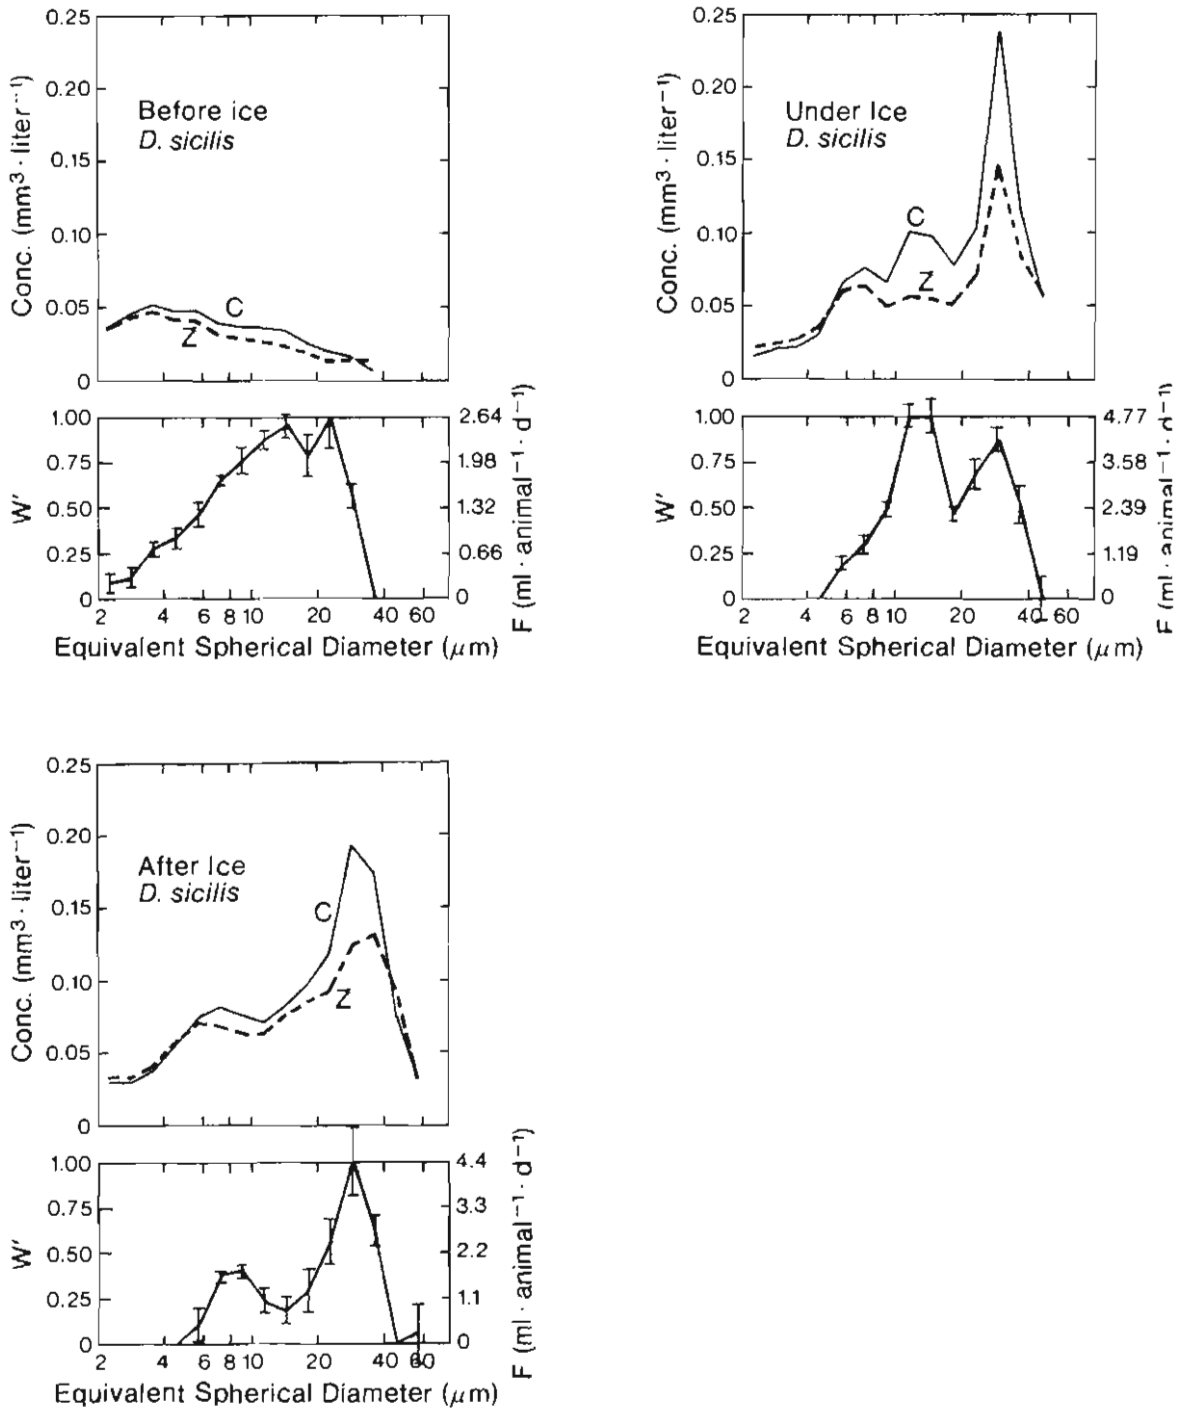 0.25
0.20
0.15
0.10
0.05
0
Conc. (mm³ · liter⁻¹)
Before ice
D. sicilis
C
Z
1.00
0.75
0.50
0.25
0
W′
2.64
1.98
1.32
0.66
0
F (ml · animal⁻¹ · d⁻¹)
2 4 6 8 10 20 40 60
Equivalent Spherical Diameter (μm)
0.25
0.20
0.15
0.10
0.05
0
Conc. (mm³ · liter⁻¹)
Under Ice
D. sicilis
C
Z
1.00
0.75
0.50
0.25
0
W′
4.77
3.58
2.39
1.19
0
F (ml · animal⁻¹ · d⁻¹)
2 4 6 8 10 20 40 60
Equivalent Spherical Diameter (μm)
0.25
0.20
0.15
0.10
0.05
0
Conc. (mm³ · liter⁻¹)
After Ice
D. sicilis
C
Z
1.00
0.75
0.50
0.25
0
W′
4.4
3.3
2.2
1.1
0
F (ml · animal⁻¹ · d⁻¹)
2 4 6 8 10 20 40 60
Equivalent Spherical Diameter (μm)